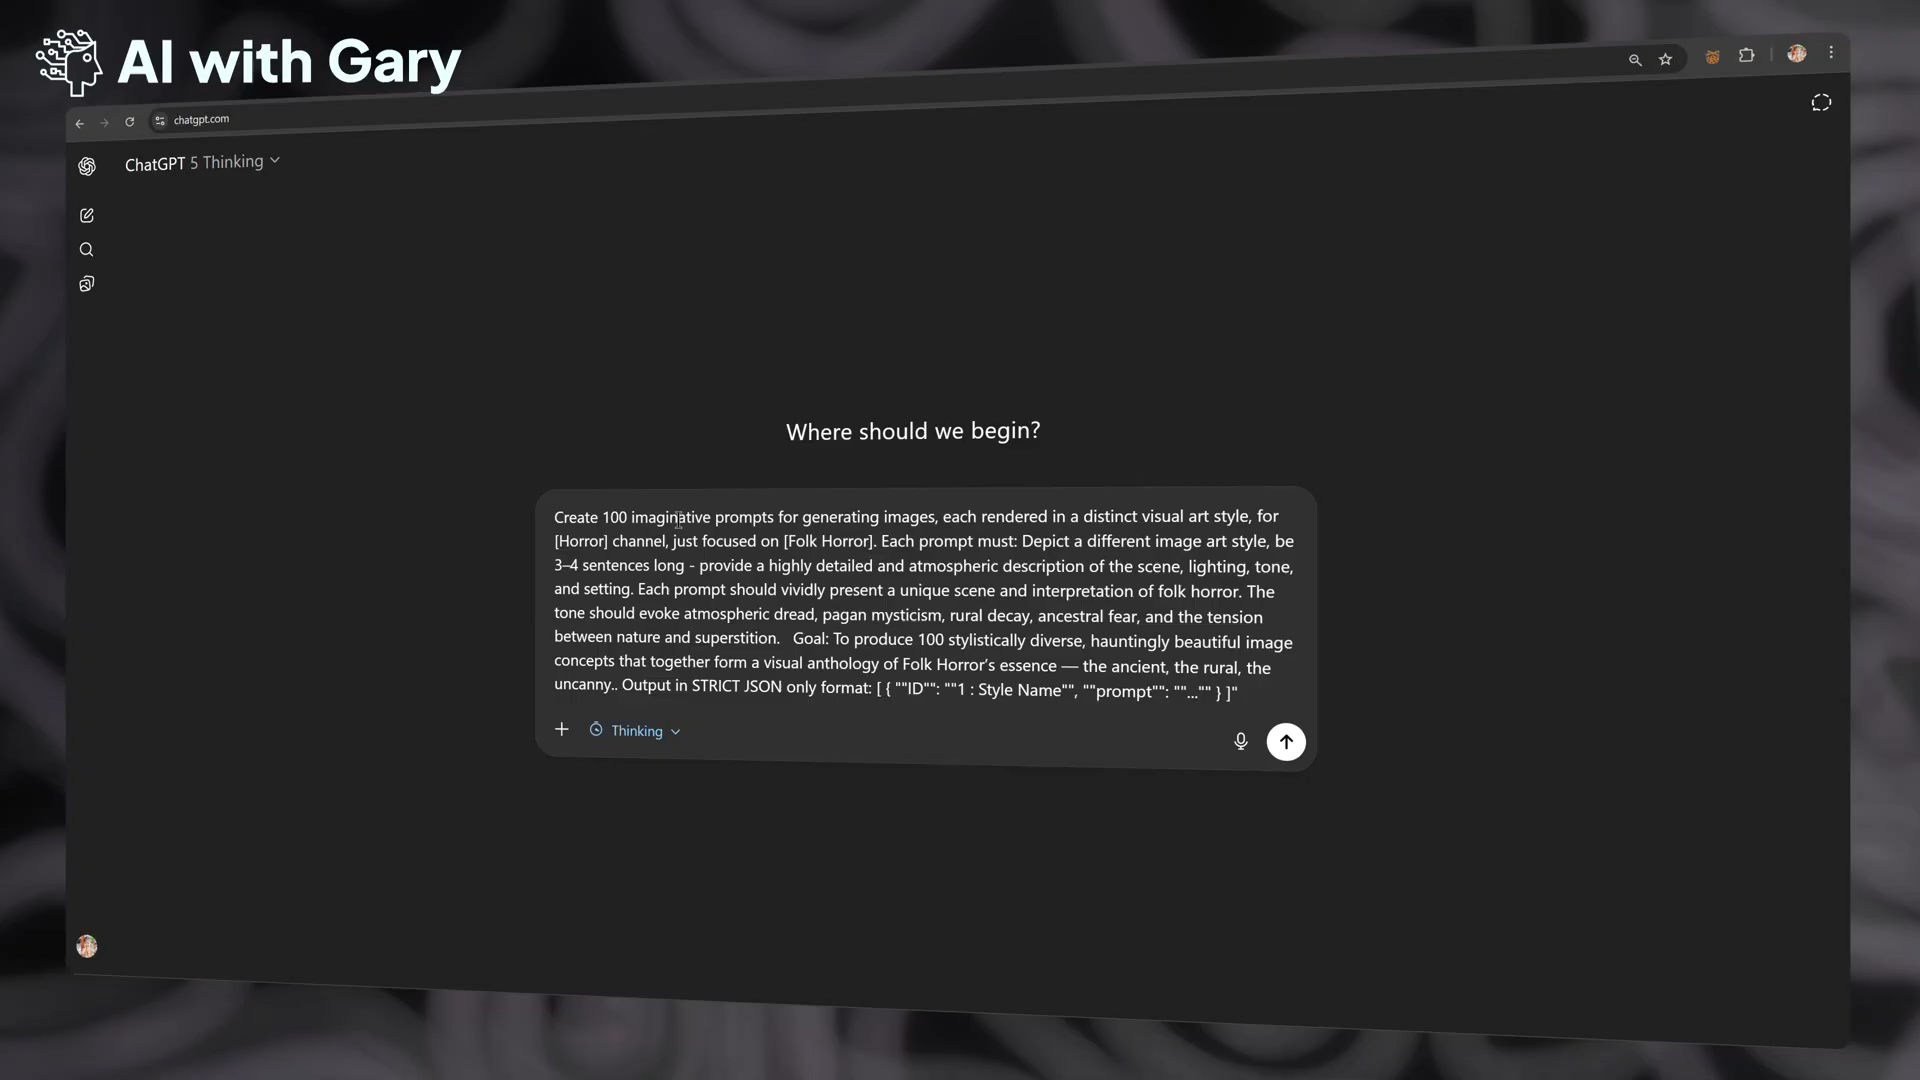 AI with Gary
chatgpt.com
ChatGPT 5 Thinking
Where should we begin?
Create 100 imaginative prompts for generating images, each rendered in a distinct visual art style, for
[Horror] channel, just focused on [Folk Horror]. Each prompt must: Depict a different image art style, be
3–4 sentences long - provide a highly detailed and atmospheric description of the scene, lighting, tone,
and setting. Each prompt should vividly present a unique scene and interpretation of folk horror. The
tone should evoke atmospheric dread, pagan mysticism, rural decay, ancestral fear, and the tension
between nature and superstition.   Goal: To produce 100 stylistically diverse, hauntingly beautiful image
concepts that together form a visual anthology of Folk Horror’s essence — the ancient, the rural, the
uncanny.. Output in STRICT JSON only format: [ { ""ID"": ""1 : Style Name"", ""prompt"": ""..."" } ]"
Thinking